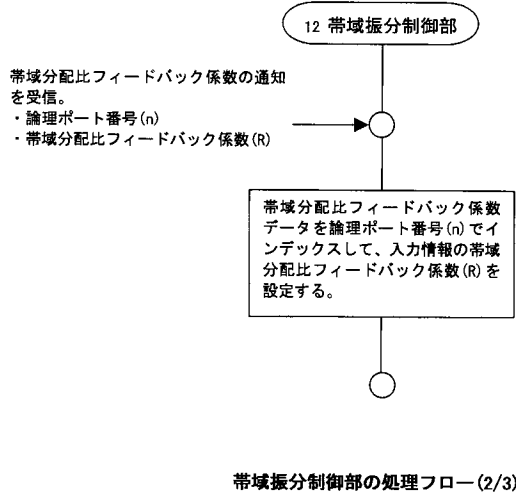 12 帯域振分制御部
帯域分配比フィードバック係数の通知
を受信。
・論理ポート番号(n)
・帯域分配比フィードバック係数(R)
帯域分配比フィードバック係数
データを論理ポート番号(n)でイ
ンデックスして、入力情報の帯域
分配比フィードバック係数(R)を
設定する。
帯域振分制御部の処理フロー(2/3)